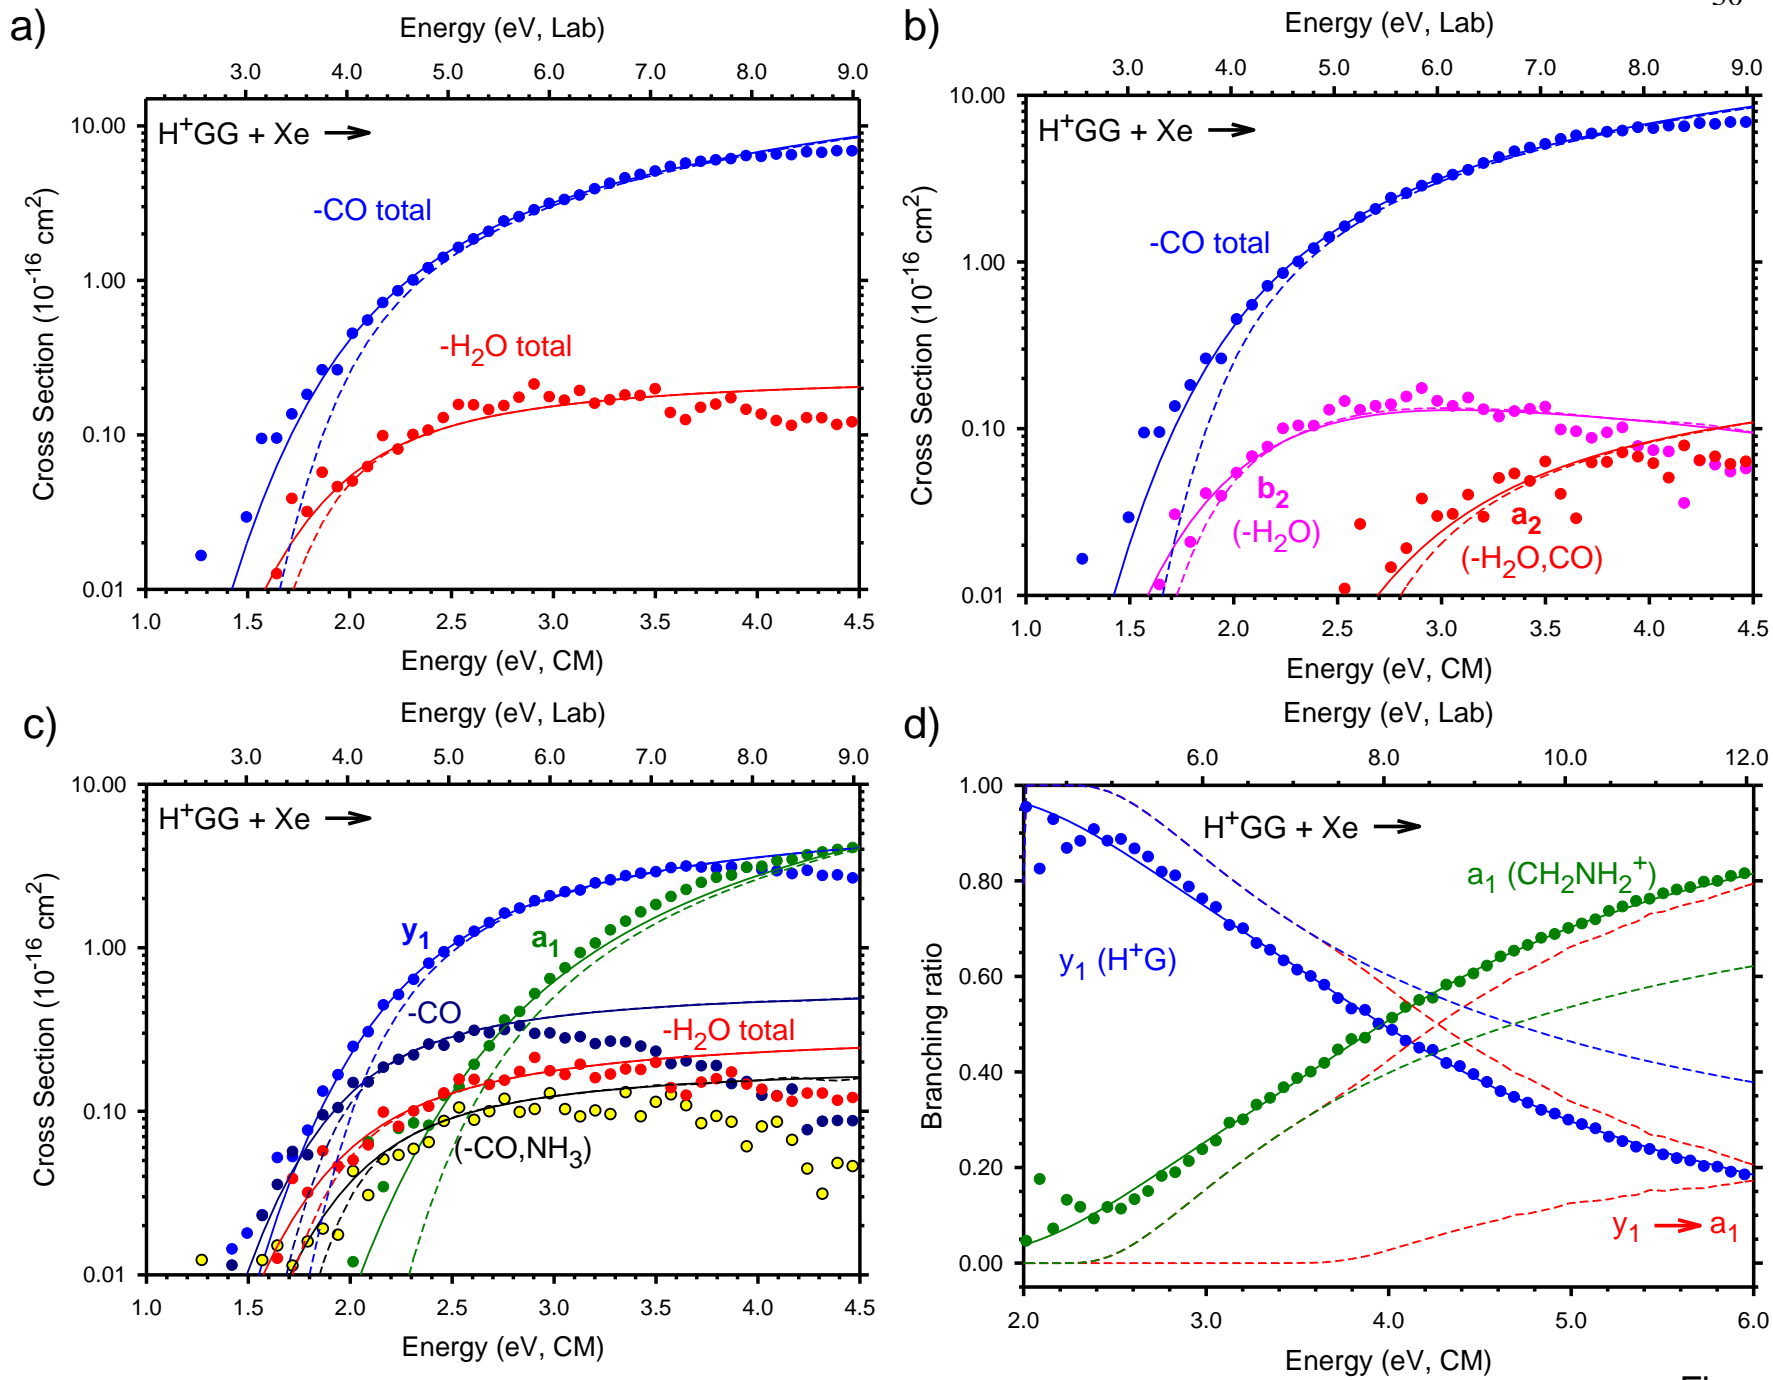 a)
Energy (eV, Lab)
3.0 4.0 5.0 6.0 7.0 8.0 9.0
H⁺GG + Xe →
10.00
1.00
0.10
0.01
Cross Section (10⁻¹⁶ cm²)
-CO total
-H₂O total
1.0 1.5 2.0 2.5 3.0 3.5 4.0 4.5
Energy (eV, CM)
b)
Energy (eV, Lab)
3.0 4.0 5.0 6.0 7.0 8.0 9.0
H⁺GG + Xe →
10.00
1.00
0.10
0.01
Cross Section (10⁻¹⁶ cm²)
-CO total
b₂
(-H₂O)
a₂
(-H₂O,CO)
1.0 1.5 2.0 2.5 3.0 3.5 4.0 4.5
Energy (eV, CM)
c)
Energy (eV, Lab)
3.0 4.0 5.0 6.0 7.0 8.0 9.0
H⁺GG + Xe →
10.00
1.00
0.10
0.01
Cross Section (10⁻¹⁶ cm²)
y₁
a₁
-CO
-H₂O total
(-CO,NH₃)
1.0 1.5 2.0 2.5 3.0 3.5 4.0 4.5
Energy (eV, CM)
d)
Energy (eV, Lab)
6.0 8.0 10.0 12.0
H⁺GG + Xe →
1.00
0.80
0.60
0.40
0.20
0.00
Branching ratio
a₁ (CH₂NH₂⁺)
y₁ (H⁺G)
y₁ → a₁
2.0 3.0 4.0 5.0 6.0
Energy (eV, CM)